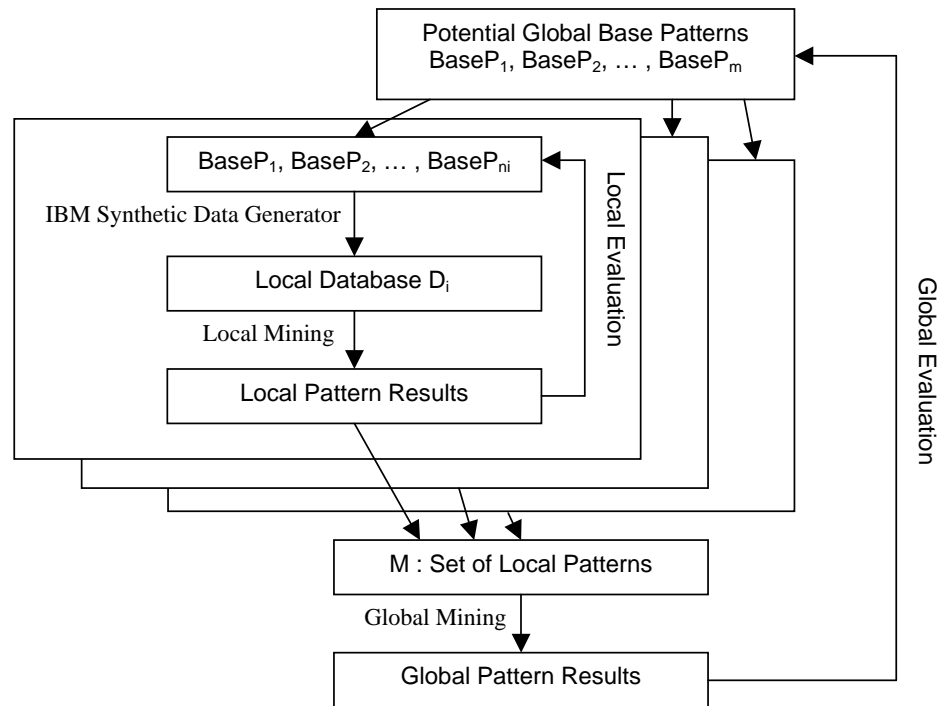 Potential Global Base Patterns
BaseP₁, BaseP₂, … , BasePₘ
BaseP₁, BaseP₂, … , BasePₙᵢ
IBM Synthetic Data Generator
Local Database Dᵢ
Local Mining
Local Pattern Results
Local Evaluation
Global Evaluation
M : Set of Local Patterns
Global Mining
Global Pattern Results